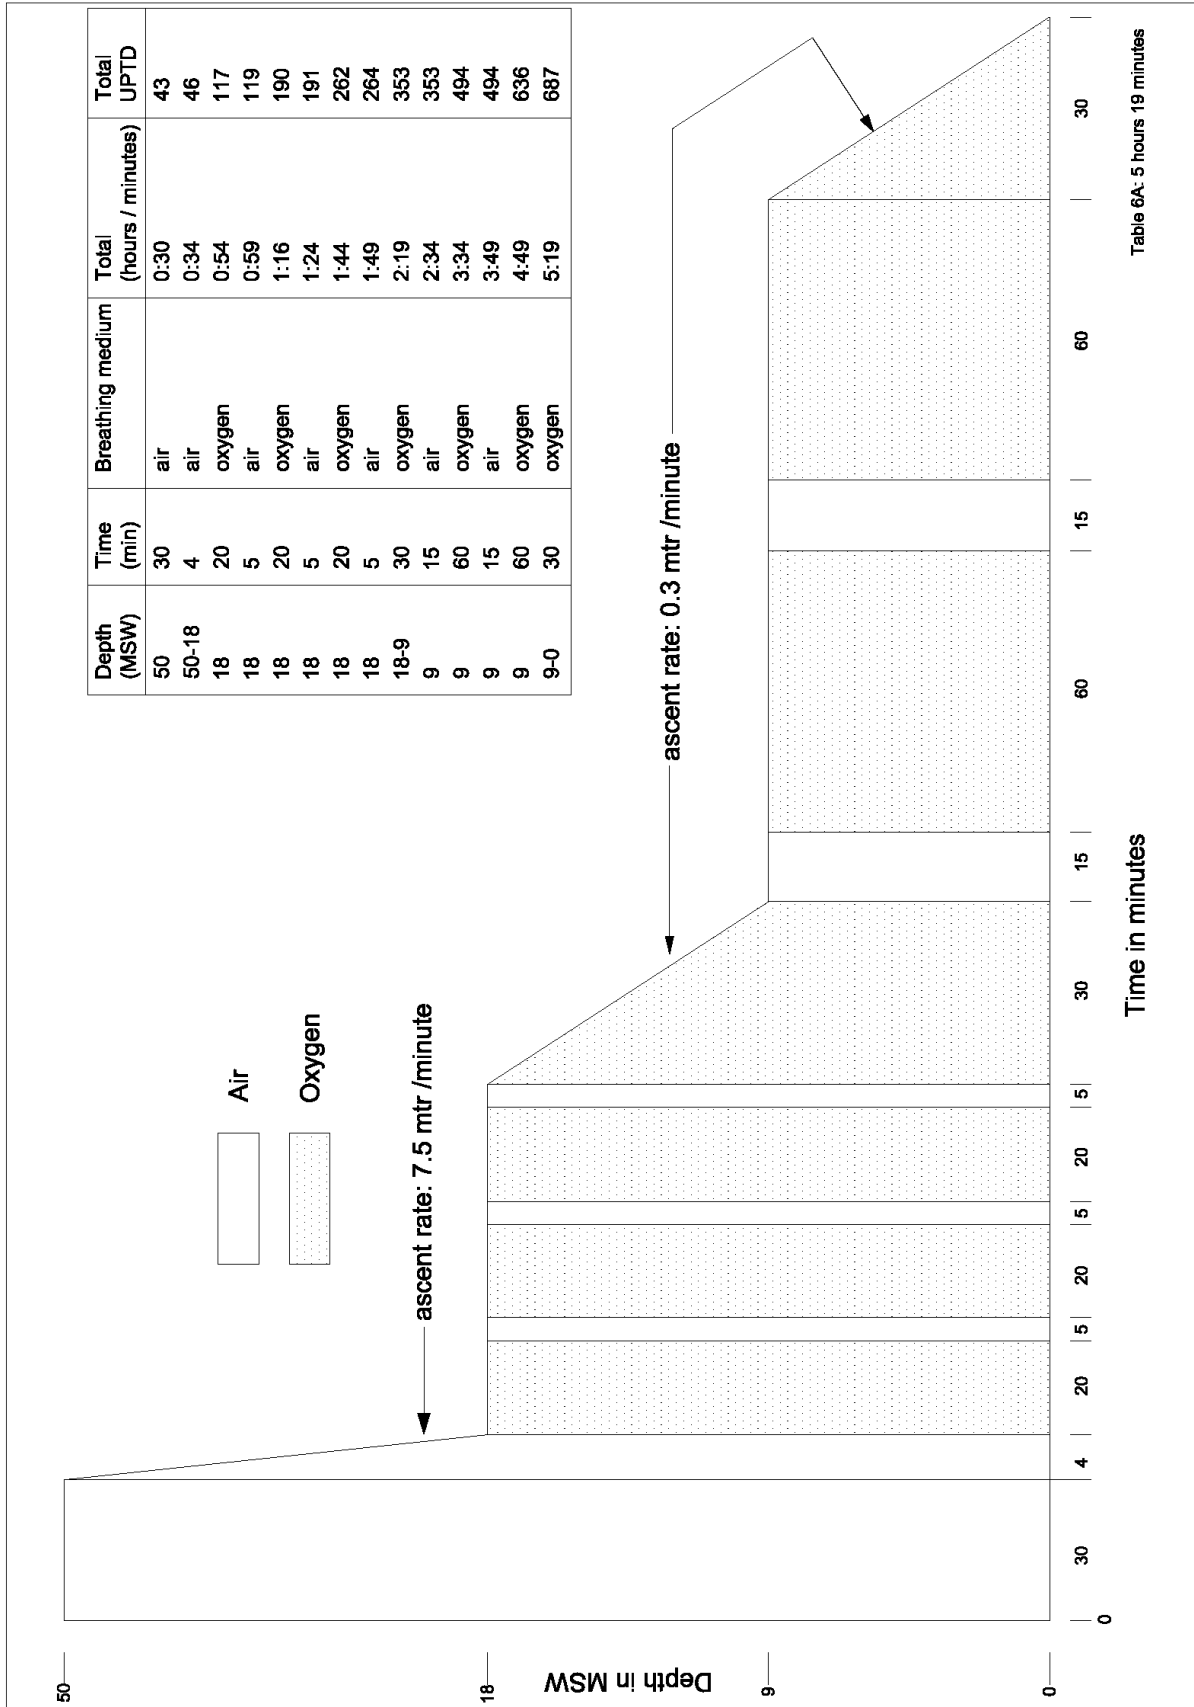 Depth (MSW) Time (min) Breathing medium Total (hours / minutes) Total UPTD
50 30 air 0:30 43
50-18 4 air 0:34 46
18 20 oxygen 0:54 117
18 5 air 0:59 119
18 20 oxygen 1:16 190
18 5 air 1:24 191
18 20 oxygen 1:44 262
18 5 air 1:49 264
18-9 30 oxygen 2:19 353
9 15 air 2:34 353
9 60 oxygen 3:34 494
9 15 air 3:49 494
9 60 oxygen 4:49 636
9-0 30 oxygen 5:19 687
Air
Oxygen
ascent rate: 7.5 mtr /minute
ascent rate: 0.3 mtr /minute
50
18
9
0
Depth in MSW
0 30 4 20 5 20 5 20 5 30 15 60 15 60 30
Time in minutes
Table 6A: 5 hours 19 minutes